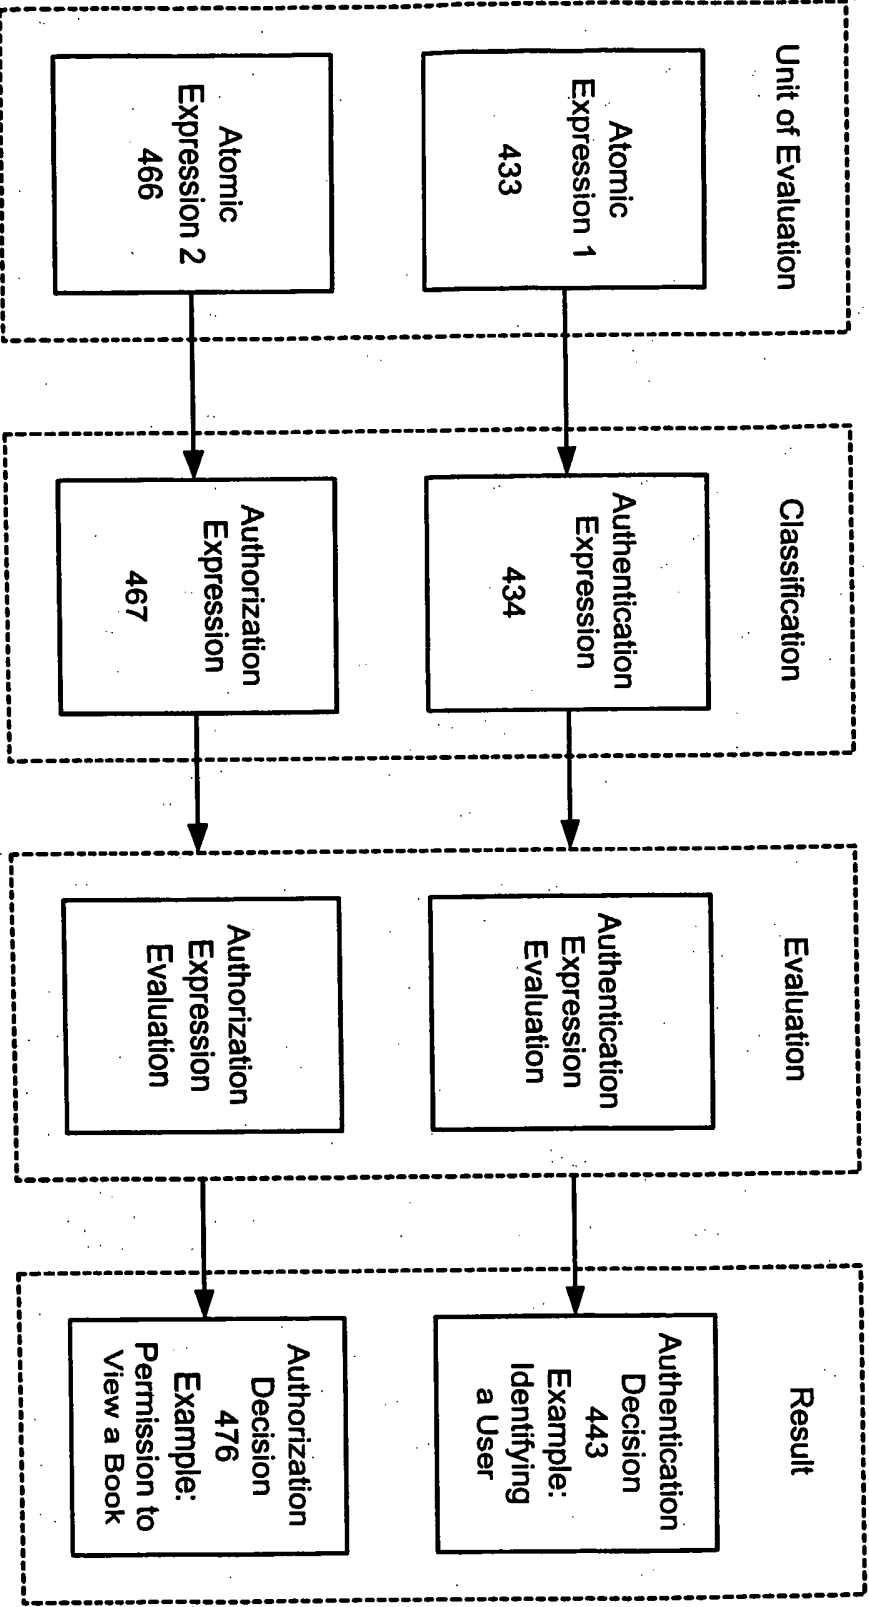 Unit of Evaluation
Classification
Evaluation
Result
Atomic
Expression 1
433
Authentication
Expression
434
Authentication
Expression
Evaluation
Authentication
Decision
443
Example:
Identifying
a User
Atomic
Expression 2
466
Authorization
Expression
467
Authorization
Expression
Evaluation
Authorization
Decision
476
Example:
Permission to
View a Book